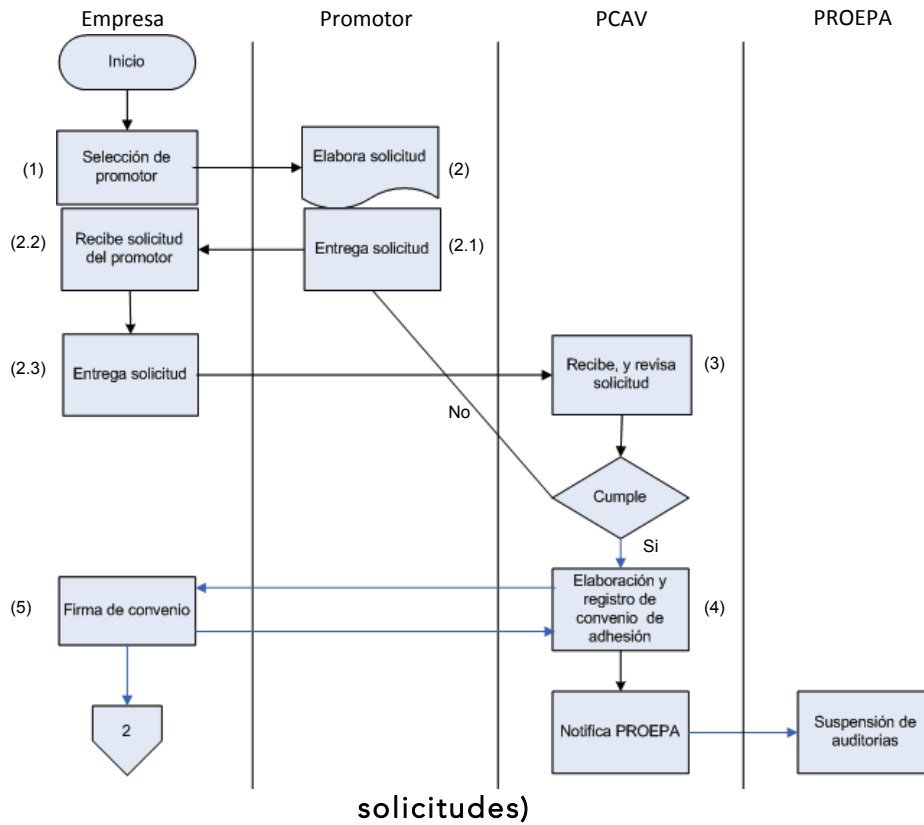 Empresa Promotor PCAV PROEPA
Inicio
(1)
Selección de
promotor
Elabora solicitud
(2)
(2.2)
Recibe solicitud
del promotor
Entrega solicitud
(2.1)
(2.3)
Entrega solicitud
Recibe, y revisa
solicitud
(3)
No
Cumple
Si
(5)
Firma de convenio
Elaboración y
registro de
convenio de
adhesión
(4)
2
Notifica PROEPA
Suspensión de
auditorias
solicitudes)